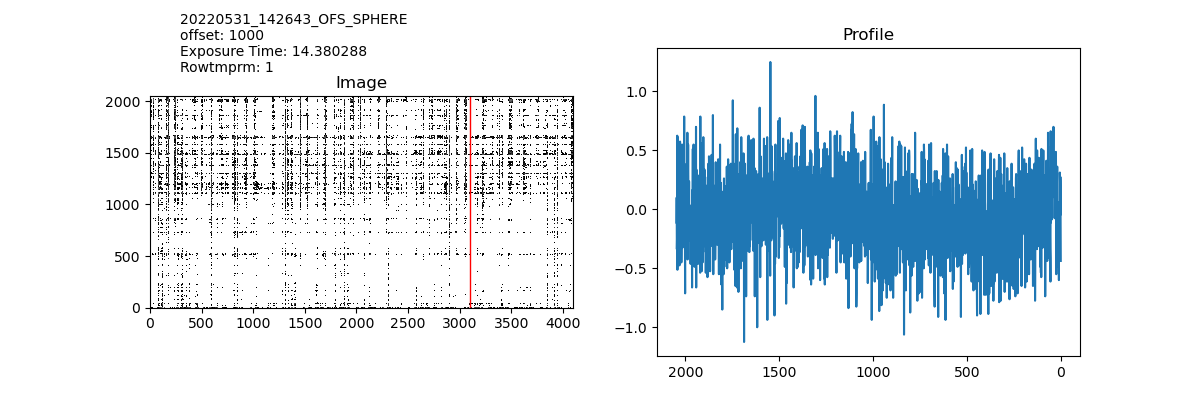 20220531_142643_OFS_SPHERE
offset: 1000
Exposure Time: 14.380288
Rowtmprm: 1
Image
2000
1500
1000
500
0
0 500 1000 1500 2000 2500 3000 3500 4000
Profile
1.0
0.5
0.0
−0.5
−1.0
2000 1500 1000 500 0